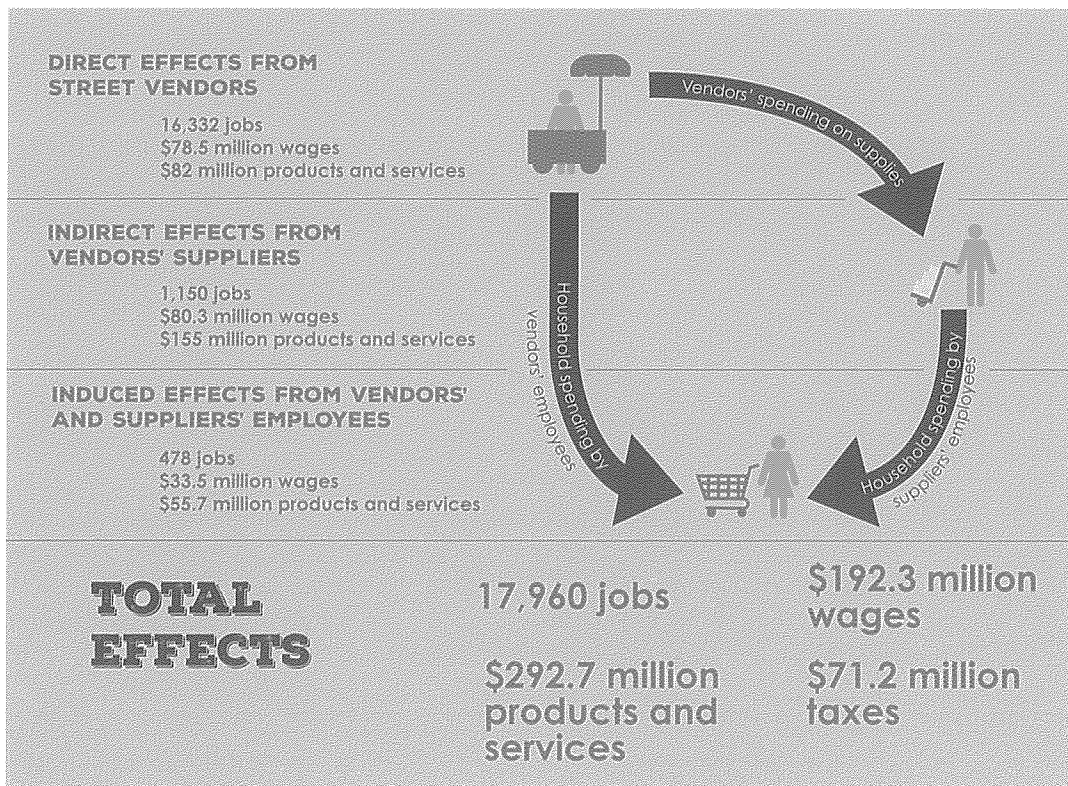 DIRECT EFFECTS FROM
STREET VENDORS
16,332 jobs
$78.5 million wages
$82 million products and services
Vendors' spending on supplies
INDIRECT EFFECTS FROM
VENDORS' SUPPLIERS
1,150 jobs
$80.3 million wages
$155 million products and services
Household spending by
vendors' employees
Household spending by
suppliers' employees
INDUCED EFFECTS FROM VENDORS'
AND SUPPLIERS' EMPLOYEES
478 jobs
$33.5 million wages
$55.7 million products and services
TOTAL
EFFECTS
17,960 jobs
$192.3 million
wages
$292.7 million
products and
services
$71.2 million
taxes